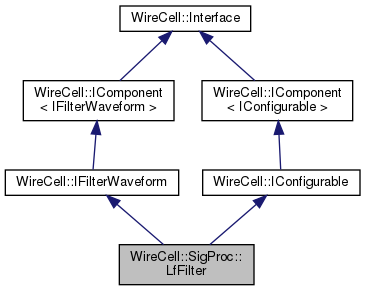 WireCell::Interface
WireCell::IComponent
< IFilterWaveform >
WireCell::IComponent
< IConfigurable >
WireCell::IFilterWaveform
WireCell::IConfigurable
WireCell::SigProc::
LfFilter